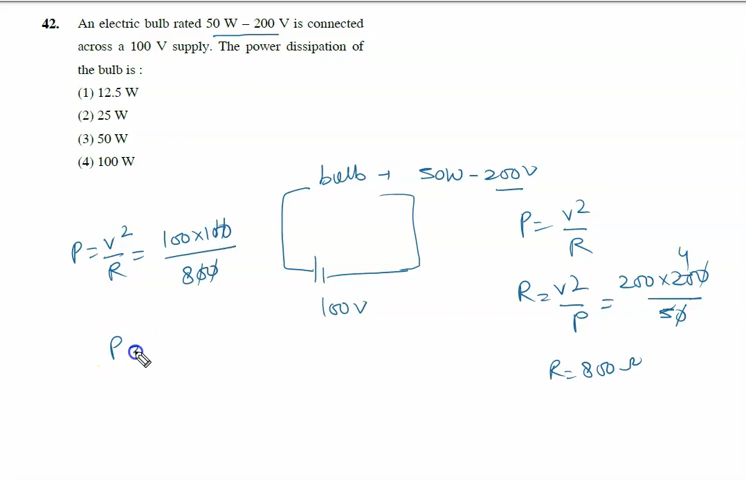 42. An electric bulb rated 50 W – 200 V is connected
across a 100 V supply. The power dissipation of
the bulb is :
(1) 12.5 W
(2) 25 W
(3) 50 W
(4) 100 W
bulb → 50W - 200V
P = V²/R
P = V²/R = 100×100/800
100V
R = V²/P = 200×200/50
4
R = 800 Ω
P =